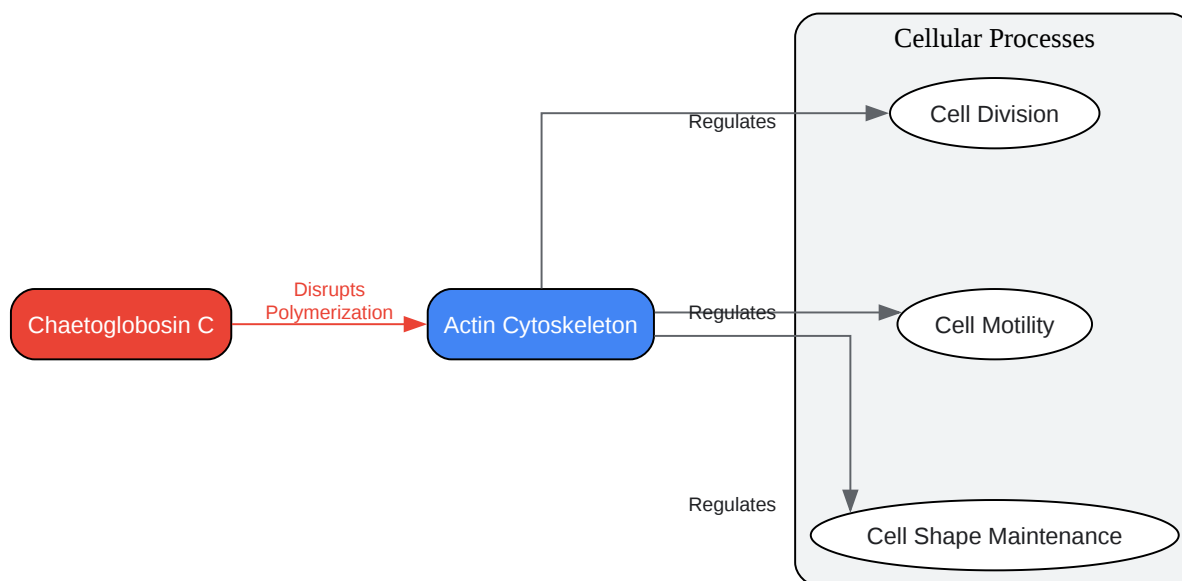 Cellular Processes
Cell Division
Regulates
Disrupts
Polymerization
Chaetoglobosin C
Actin Cytoskeleton
Regulates
Cell Motility
Regulates
Cell Shape Maintenance